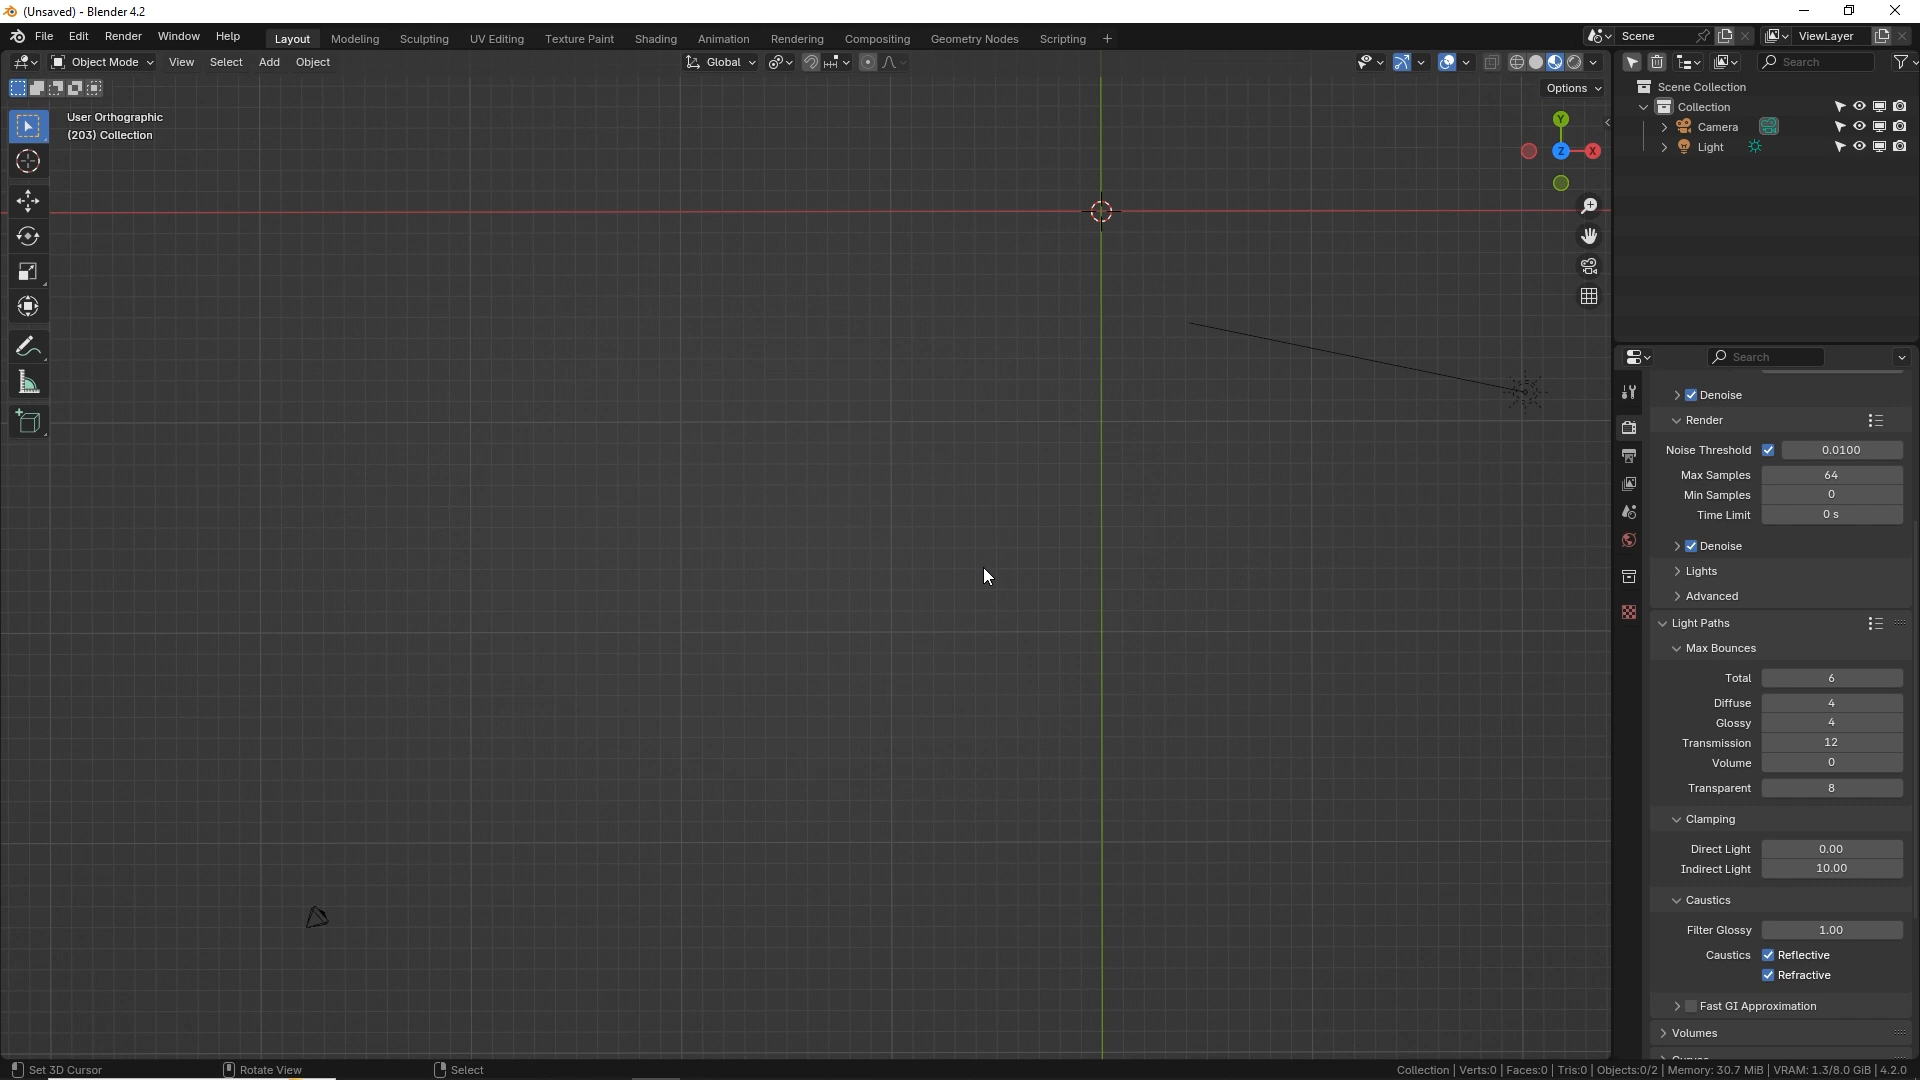 (Unsaved) - Blender 4.2
File Edit Render Window Help Layout Modeling Sculpting UV Editing Texture Paint Shading Animation Rendering Compositing Geometry Nodes Scripting + Scene ViewLayer
Object Mode View Select Add Object Global Search
Options
User Orthographic
(203) Collection
Y
Z X
Scene Collection
Collection
Camera
Light
Search
Denoise
Render
Noise Threshold 0.0100
Max Samples 64
Min Samples 0
Time Limit 0 s
Denoise
Lights
Advanced
Light Paths
Max Bounces
Total 6
Diffuse 4
Glossy 4
Transmission 12
Volume 0
Transparent 8
Clamping
Direct Light 0.00
Indirect Light 10.00
Caustics
Filter Glossy 1.00
Caustics Reflective
Refractive
Fast GI Approximation
Volumes
Set 3D Cursor Rotate View Select Collection | Verts:0 | Faces:0 | Tris:0 | Objects:0/2 | Memory: 30.7 MiB | VRAM: 1.3/8.0 GiB | 4.2.0